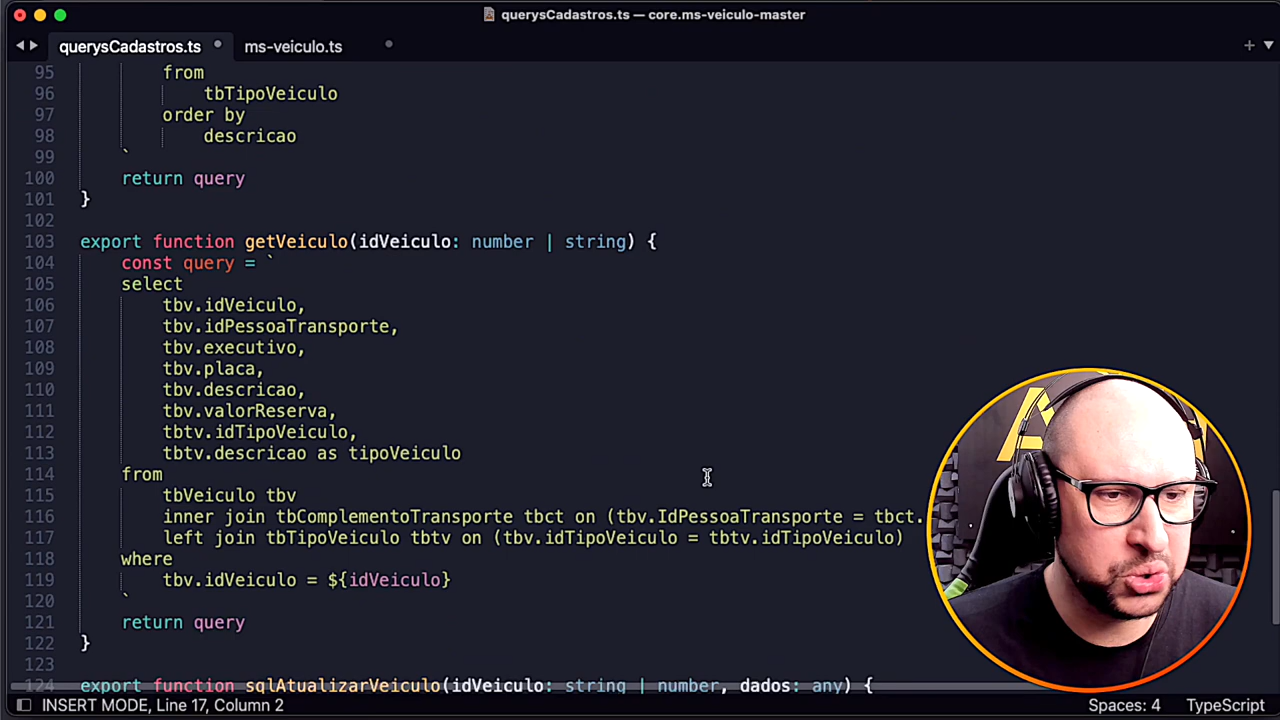 querysCadastros.ts — core.ms-veiculo-master
querysCadastros.ts
ms-veiculo.ts
95 from
96 tbTipoVeiculo
97 order by
98 descricao
99 `
100 return query
101 }
102
103 export function getVeiculo(idVeiculo: number | string) {
104 const query = `
105 select
106 tbv.idVeiculo,
107 tbv.idPessoaTransporte,
108 tbv.executivo,
109 tbv.placa,
110 tbv.descricao,
111 tbv.valorReserva,
112 tbtv.idTipoVeiculo,
113 tbtv.descricao as tipoVeiculo
114 from
115 tbVeiculo tbv
116 inner join tbComplementoTransporte tbct on (tbv.IdPessoaTransporte = tbct.
117 left join tbTipoVeiculo tbtv on (tbv.idTipoVeiculo = tbtv.idTipoVeiculo)
118 where
119 tbv.idVeiculo = ${idVeiculo}
120 `
121 return query
122 }
123
124 export function sqlAtualizarVeiculo(idVeiculo: string | number, dados: any) {
INSERT MODE, Line 17, Column 2
Spaces: 4
TypeScript